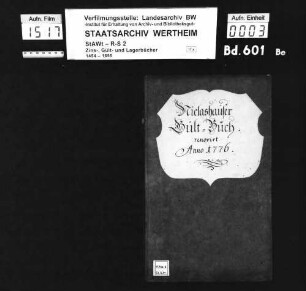 Aufn. Film
1517
Verfilmungsstelle: Landesarchiv BW
Institut für Erhaltung von Archiv- und Bibliotheksgut
STAATSARCHIV WERTHEIM
StAWt - R-S 2
Zins-, Gült- und Lagerbücher
Aufn. Einheit
0003
Bd. 601 Be
Niclashauser
Gült-Buch.
renovirt
Anno 1776.